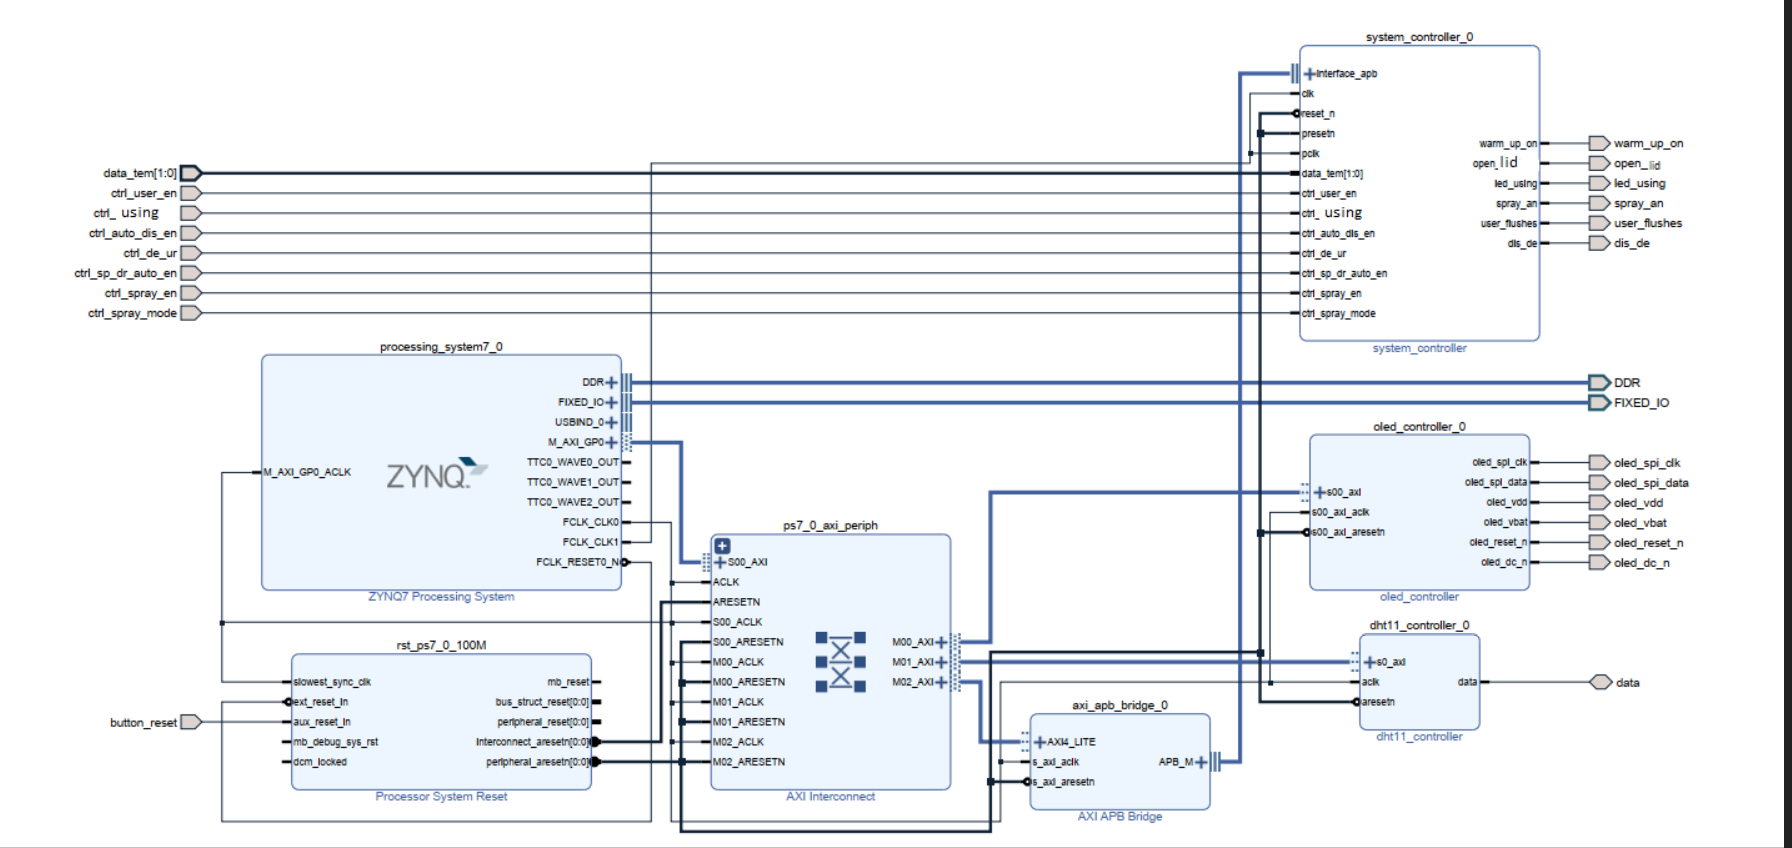 system_controller_0
Interface_apb
clk
reset_n
presetn
pclk
data_tem[1:0]
ctrl_user_en
ctrl_ using
ctrl_auto_dis_en
ctrl_de_ur
ctrl_sp_dr_auto_en
ctrl_spray_en
ctrl_spray_mode
warm_up_on
open_lid
led_using
spray_an
user_flushes
dis_de
system_controller
warm_up_on
open_lid
led_using
spray_an
user_flushes
dis_de
data_tem[1:0]
ctrl_user_en
ctrl_ using
ctrl_auto_dis_en
ctrl_de_ur
ctrl_sp_dr_auto_en
ctrl_spray_en
ctrl_spray_mode
processing_system7_0
M_AXI_GP0_ACLK
ZYNQ
DDR
FIXED_IO
USBIND_0
M_AXI_GP0
TTC0_WAVE0_OUT
TTC0_WAVE1_OUT
TTC0_WAVE2_OUT
FCLK_CLK0
FCLK_CLK1
FCLK_RESET0_N
ZYNQ7 Processing System
DDR
FIXED_IO
oled_controller_0
s00_axi
s00_axi_aclk
s00_axi_aresetn
oled_spi_clk
oled_spi_data
oled_vdd
oled_vbat
oled_reset_n
oled_dc_n
oled_controller
oled_spi_clk
oled_spi_data
oled_vdd
oled_vbat
oled_reset_n
oled_dc_n
ps7_0_axi_periph
S00_AXI
ACLK
ARESETN
S00_ACLK
S00_ARESETN
M00_ACLK
M00_ARESETN
M01_ACLK
M01_ARESETN
M02_ACLK
M02_ARESETN
M00_AXI
M01_AXI
M02_AXI
AXI Interconnect
dht11_controller_0
s0_axi
aclk
aresetn
data
dht11_controller
data
rst_ps7_0_100M
slowest_sync_clk
ext_reset_in
aux_reset_in
mb_debug_sys_rst
dcm_locked
mb_reset
bus_struct_reset[0:0]
peripheral_reset[0:0]
interconnect_aresetn[0:0]
peripheral_aresetn[0:0]
Processor System Reset
button_reset
axi_apb_bridge_0
AXI4_LITE
s_axi_aclk
s_axi_aresetn
APB_M
AXI APB Bridge